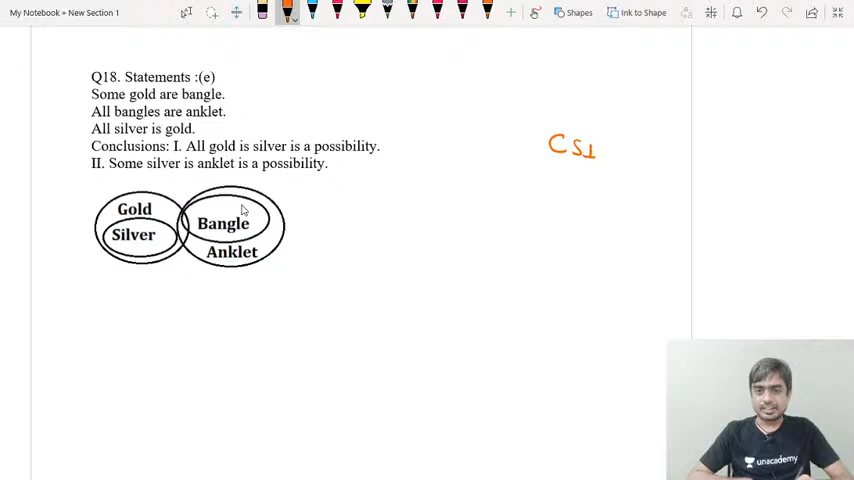 My Notebook » New Section 1
Shapes
Ink to Shape
Q18. Statements :(e)
Some gold are bangle.
All bangles are anklet.
All silver is gold.
Conclusions: I. All gold is silver is a possibility.
II. Some silver is anklet is a possibility.
Gold
Silver
Bangle
Anklet
unacademy